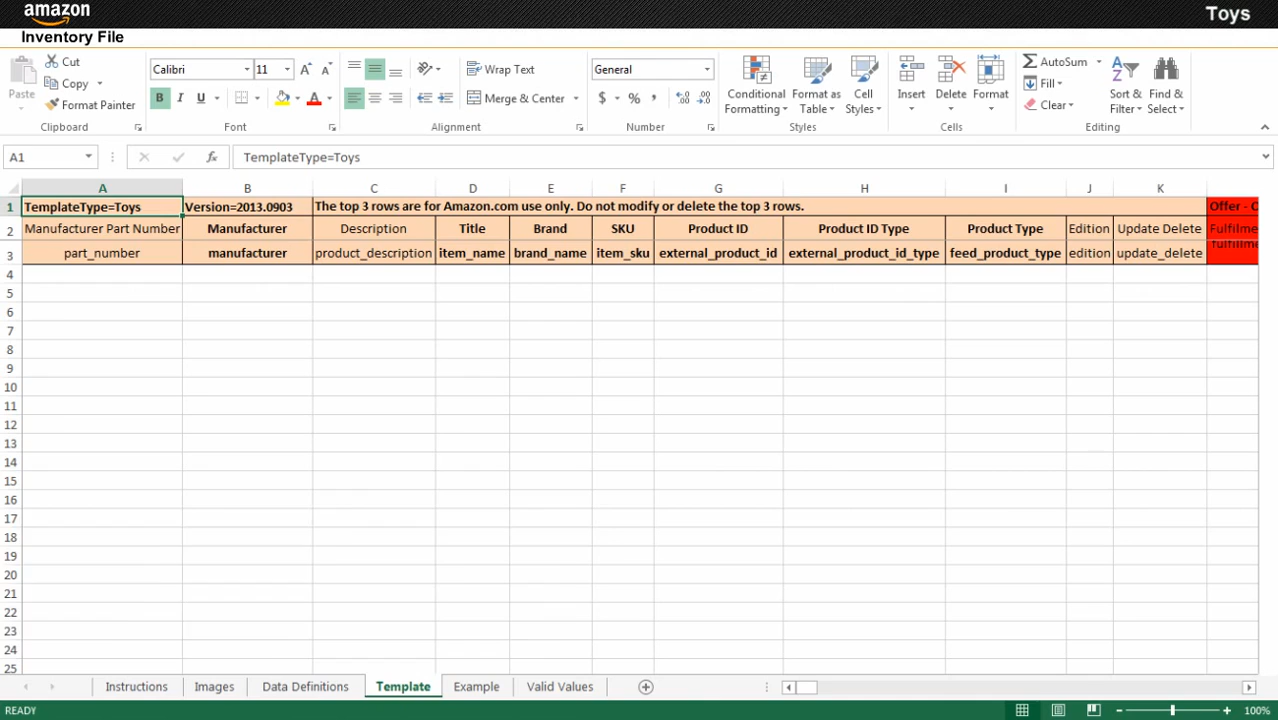 amazon
Toys
Inventory File
Cut
Copy
Format Painter
Paste
Clipboard
Calibri
11
B I U
Font
Wrap Text
Merge & Center
Alignment
General
$ % ,
Number
Conditional Formatting
Format as Table
Cell Styles
Styles
Insert
Delete
Format
Cells
AutoSum
Fill
Clear
Sort & Filter
Find & Select
Editing
A1
fx
TemplateType=Toys
A B C D E F G H I J K
1 TemplateType=Toys Version=2013.0903 The top 3 rows are for Amazon.com use only. Do not modify or delete the top 3 rows. Offer - 
2 Manufacturer Part Number Manufacturer Description Title Brand SKU Product ID Product ID Type Product Type Edition Update Delete Fulfilme
3 part_number manufacturer product_description item_name brand_name item_sku external_product_id external_product_id_type feed_product_type edition update_delete fulfillme
4
5
6
7
8
9
10
11
12
13
14
15
16
17
18
19
20
21
22
23
24
25
Instructions Images Data Definitions Template Example Valid Values
READY
100%